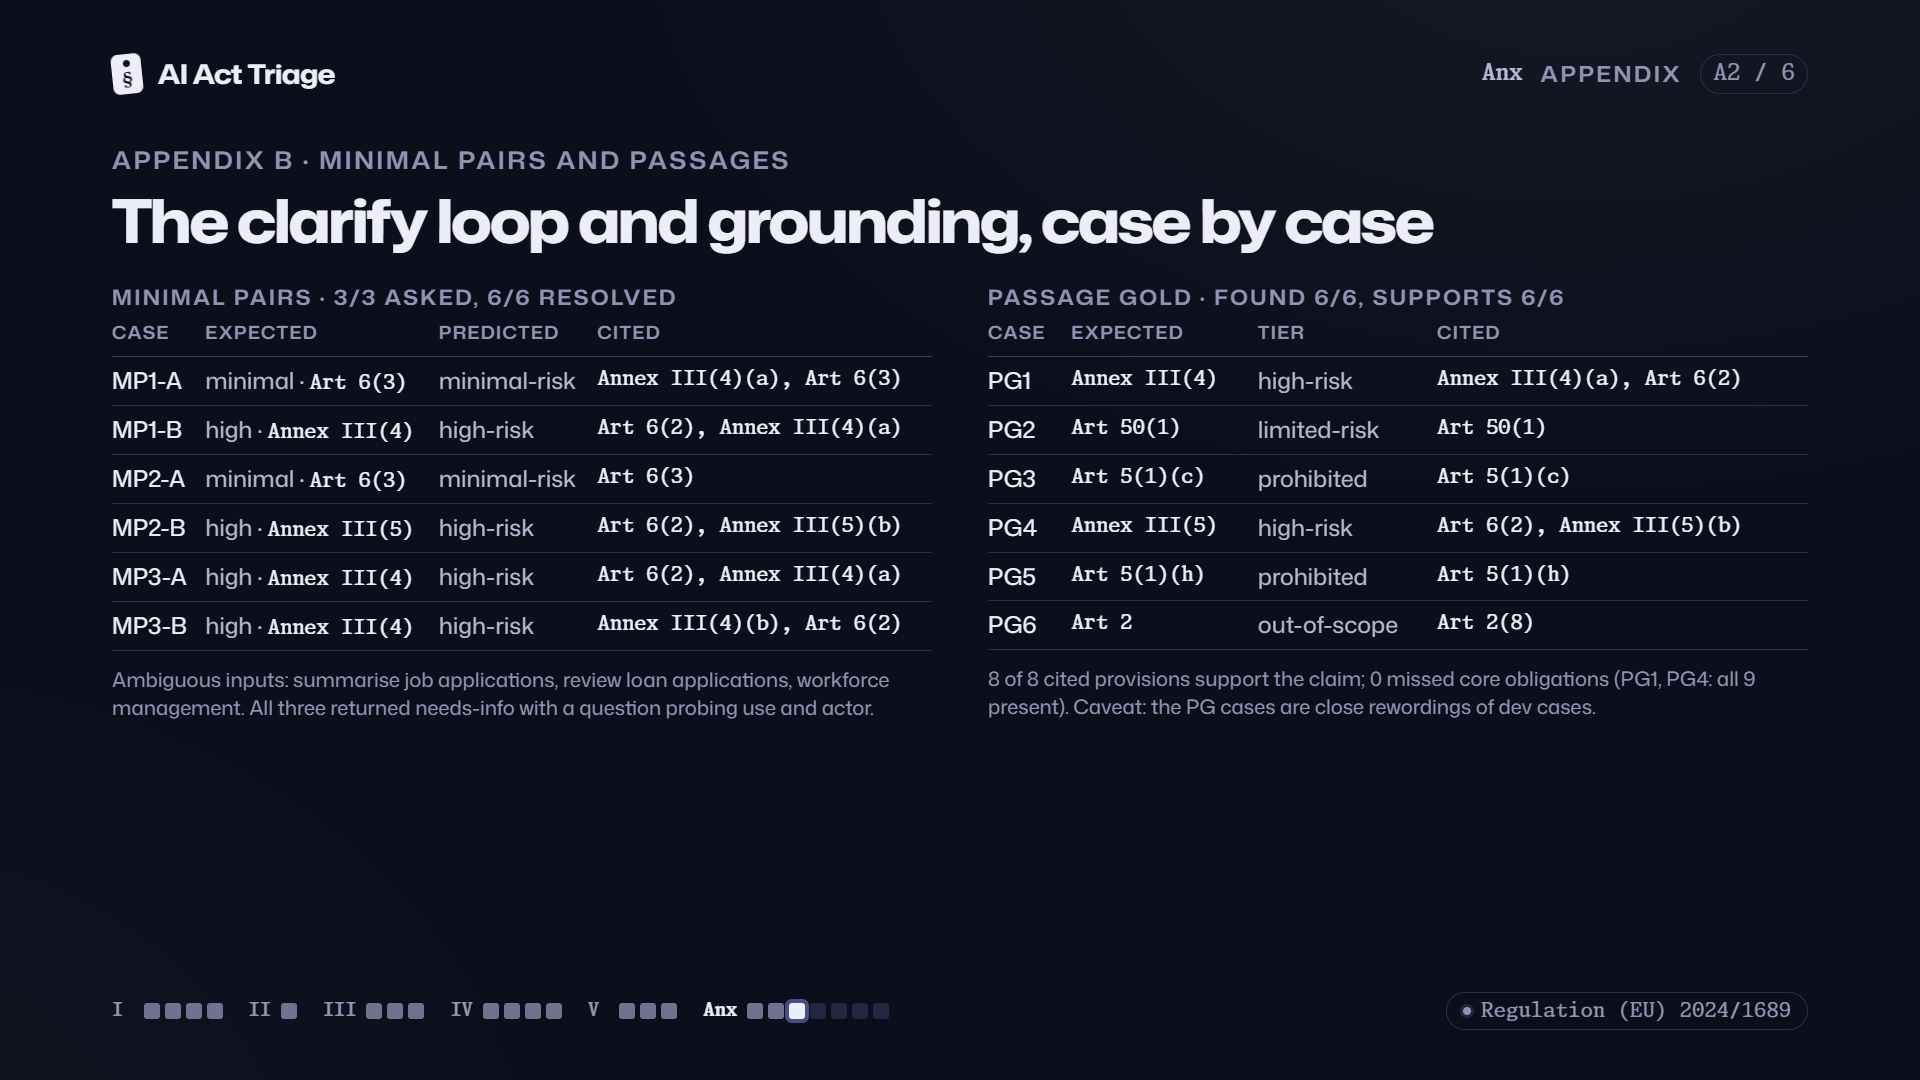 § AI Act Triage
Anx APPENDIX A2 / 6
APPENDIX B · MINIMAL PAIRS AND PASSAGES
The clarify loop and grounding, case by case
MINIMAL PAIRS · 3/3 ASKED, 6/6 RESOLVED
CASE EXPECTED PREDICTED CITED
MP1-A minimal · Art 6(3) minimal-risk Annex III(4)(a), Art 6(3)
MP1-B high · Annex III(4) high-risk Art 6(2), Annex III(4)(a)
MP2-A minimal · Art 6(3) minimal-risk Art 6(3)
MP2-B high · Annex III(5) high-risk Art 6(2), Annex III(5)(b)
MP3-A high · Annex III(4) high-risk Art 6(2), Annex III(4)(a)
MP3-B high · Annex III(4) high-risk Annex III(4)(b), Art 6(2)
Ambiguous inputs: summarise job applications, review loan applications, workforce
management. All three returned needs-info with a question probing use and actor.
PASSAGE GOLD · FOUND 6/6, SUPPORTS 6/6
CASE EXPECTED TIER CITED
PG1 Annex III(4) high-risk Annex III(4)(a), Art 6(2)
PG2 Art 50(1) limited-risk Art 50(1)
PG3 Art 5(1)(c) prohibited Art 5(1)(c)
PG4 Annex III(5) high-risk Art 6(2), Annex III(5)(b)
PG5 Art 5(1)(h) prohibited Art 5(1)(h)
PG6 Art 2 out-of-scope Art 2(8)
8 of 8 cited provisions support the claim; 0 missed core obligations (PG1, PG4: all 9
present). Caveat: the PG cases are close rewordings of dev cases.
I II III IV V Anx
Regulation (EU) 2024/1689